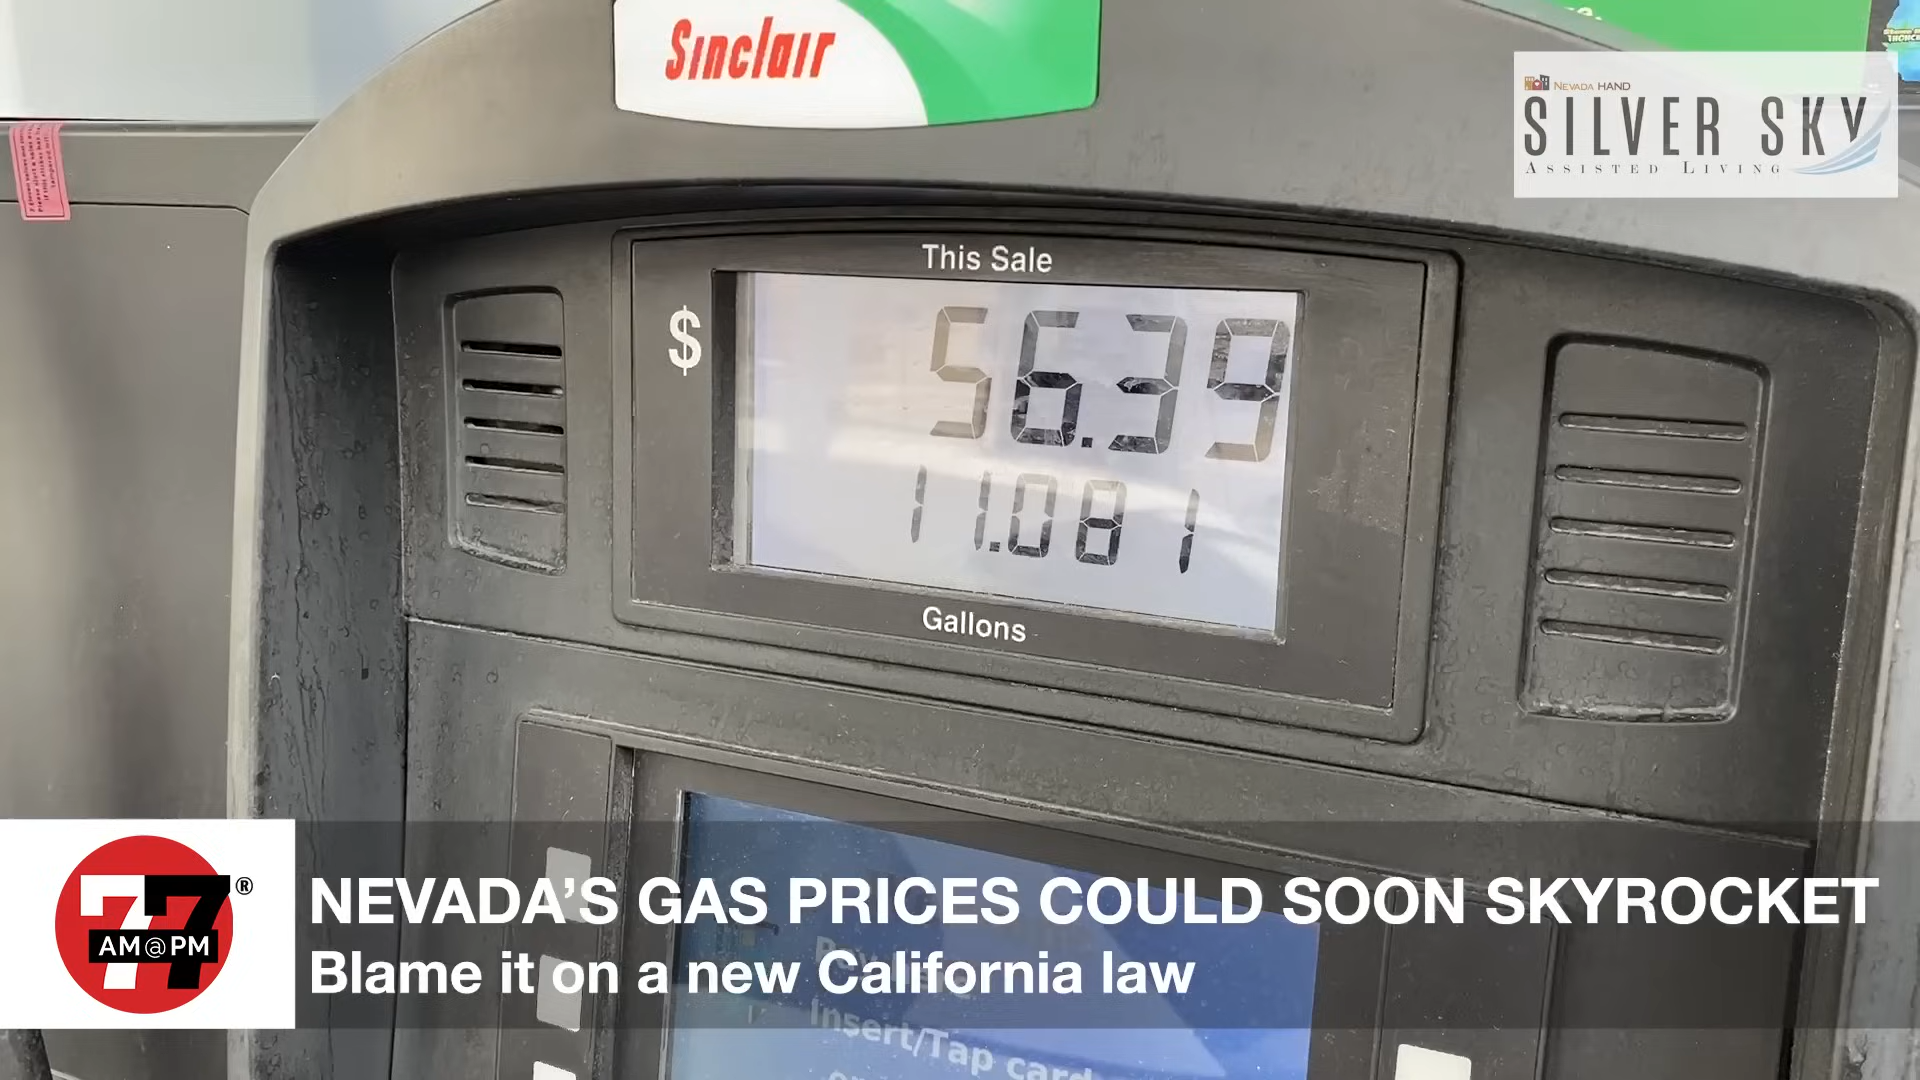 Sinclair
Nevada HAND
SILVER SKY
Assisted Living
This Sale
$ 56.39
11.081
Gallons
77
AM@PM
®
NEVADA'S GAS PRICES COULD SOON SKYROCKET
Blame it on a new California law
Insert/Tap card